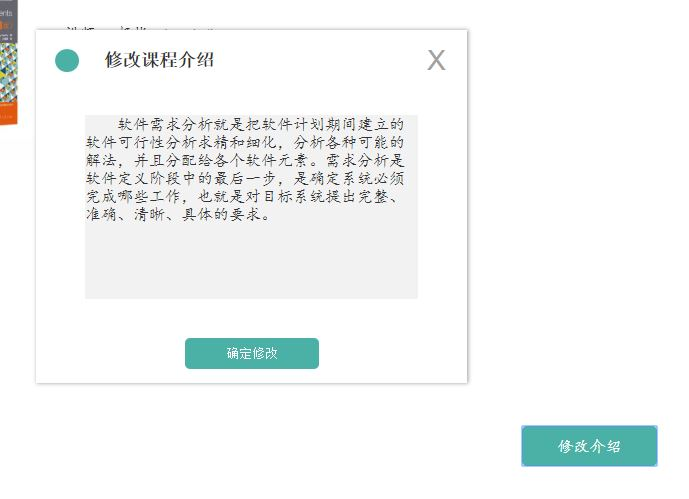 ents
修改课程介绍
X
软件需求分析就是把软件计划期间建立的
软件可行性分析求精和细化，分析各种可能的
解法，并且分配给各个软件元素。需求分析是
软件定义阶段中的最后一步，是确定系统必须
完成哪些工作，也就是对目标系统提出完整、
准确、清晰、具体的要求。
确定修改
修改介绍